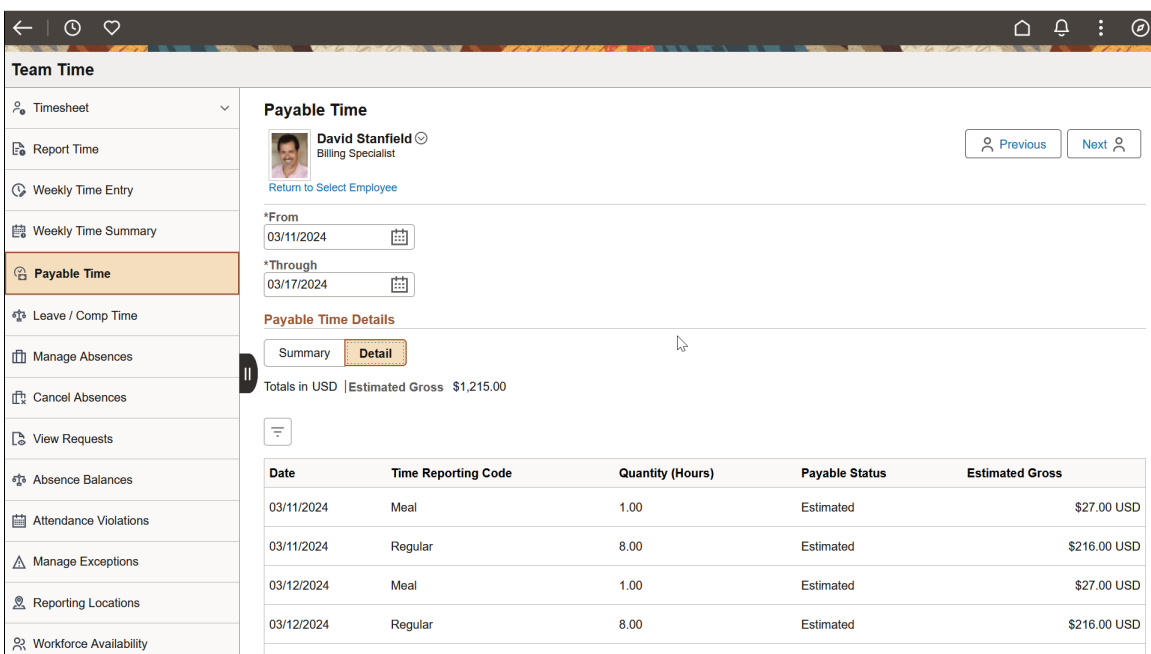 Team Time
Timesheet
Report Time
Weekly Time Entry
Weekly Time Summary
Payable Time
Leave / Comp Time
Manage Absences
Cancel Absences
View Requests
Absence Balances
Attendance Violations
Manage Exceptions
Reporting Locations
Workforce Availability
Payable Time
David Stanfield
Billing Specialist
Previous
Next
Return to Select Employee
*From
03/11/2024
*Through
03/17/2024
Payable Time Details
Summary Detail
Totals in USD Estimated Gross $1,215.00
Date Time Reporting Code Quantity (Hours) Payable Status Estimated Gross
03/11/2024 Meal 1.00 Estimated $27.00 USD
03/11/2024 Regular 8.00 Estimated $216.00 USD
03/12/2024 Meal 1.00 Estimated $27.00 USD
03/12/2024 Regular 8.00 Estimated $216.00 USD